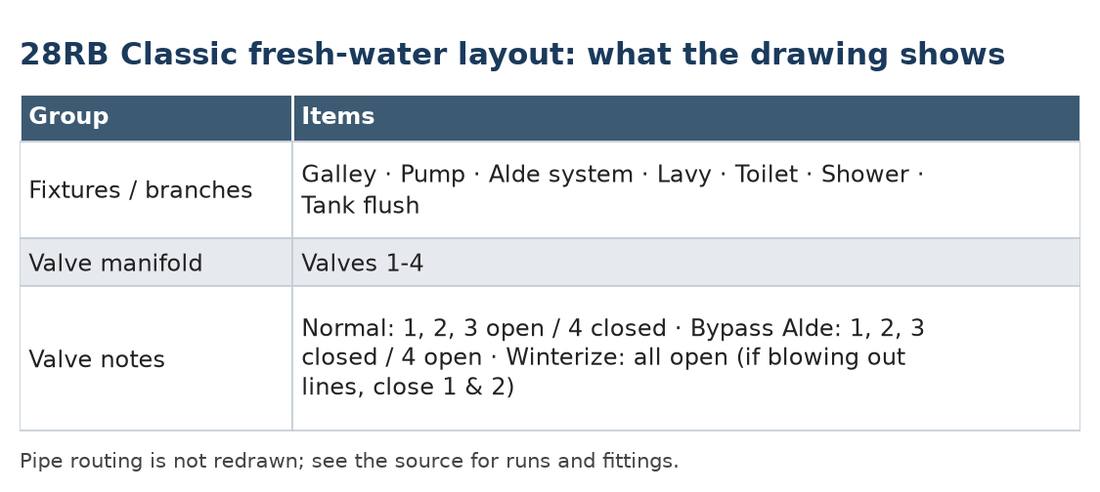 28RB Classic fresh-water layout: what the drawing shows
Group
Items
Fixtures / branches
Galley · Pump · Alde system · Lavy · Toilet · Shower ·
Tank flush
Valve manifold
Valves 1-4
Valve notes
Normal: 1, 2, 3 open / 4 closed · Bypass Alde: 1, 2, 3
closed / 4 open · Winterize: all open (if blowing out
lines, close 1 & 2)
Pipe routing is not redrawn; see the source for runs and fittings.